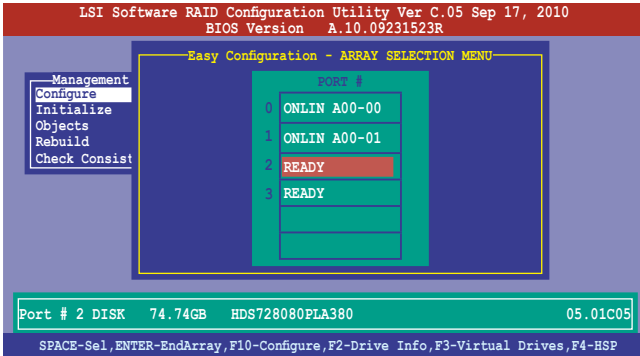 LSI Software RAID Configuration Utility Ver C.05 Sep 17, 2010
BIOS Version A.10.09231523R
Easy Configuration - ARRAY SELECTION MENU
Management
Configure
Initialize
Objects
Rebuild
Check Consist
PORT #
0 ONLIN A00-00
1 ONLIN A00-01
2 READY
3 READY
Port # 2 DISK 74.74GB HDS728080PLA380 05.01C05
SPACE-Sel,ENTER-EndArray,F10-Configure,F2-Drive Info,F3-Virtual Drives,F4-HSP